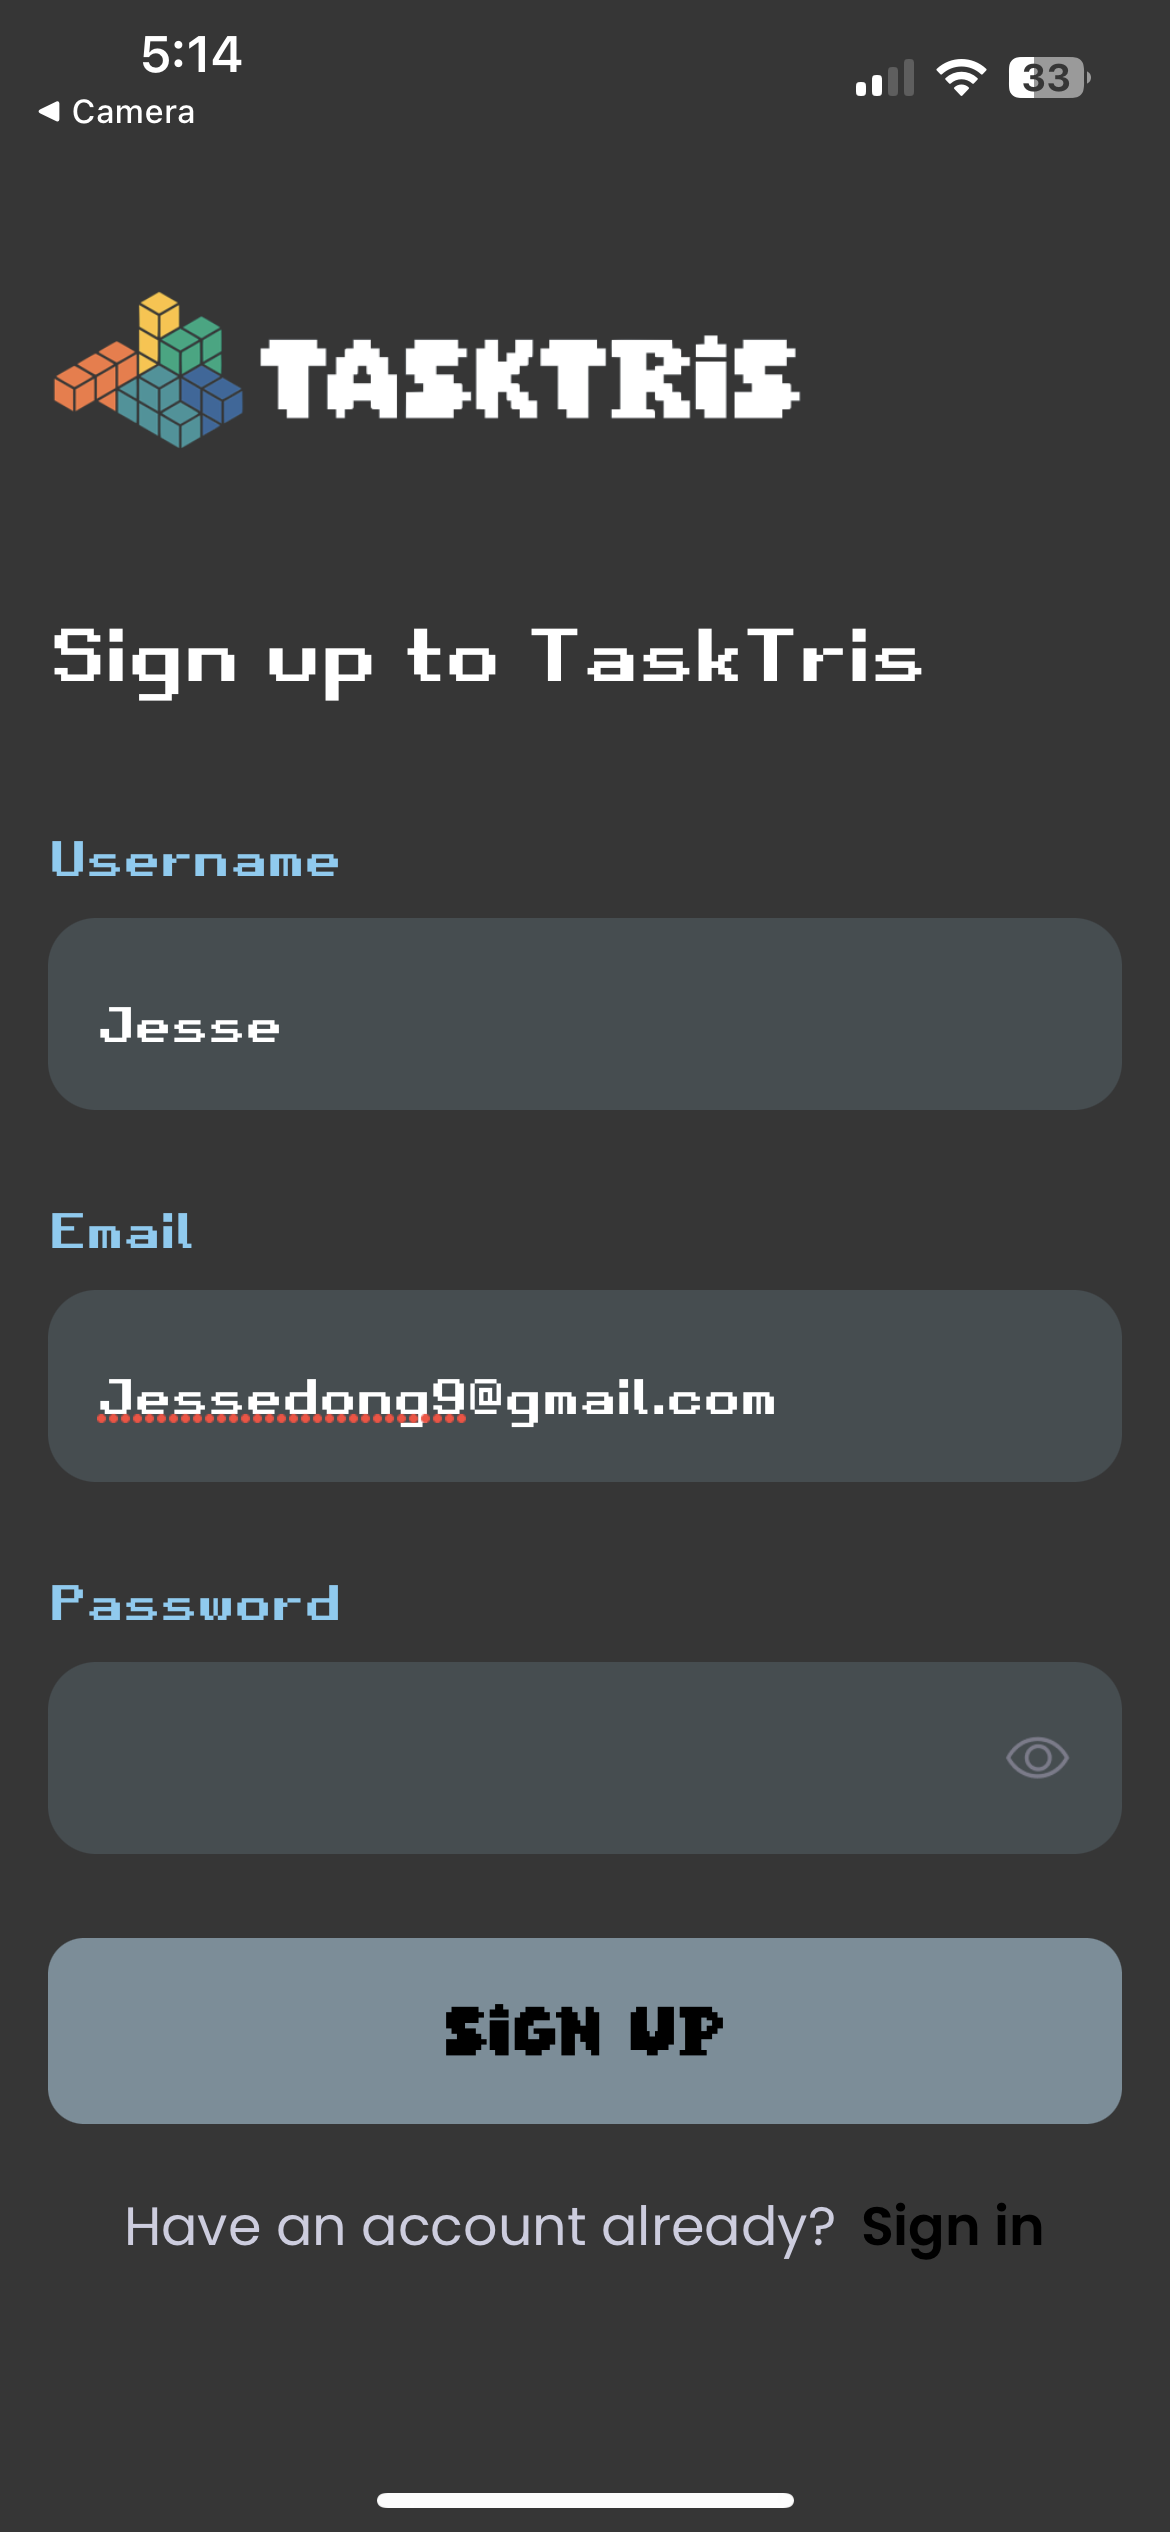 5:14
33
Camera
TASKTRiS
Sign up to TaskTris
Username
Jesse
Email
Jessedong9@gmail.com
Password
SiGN UP
Have an account already? Sign in